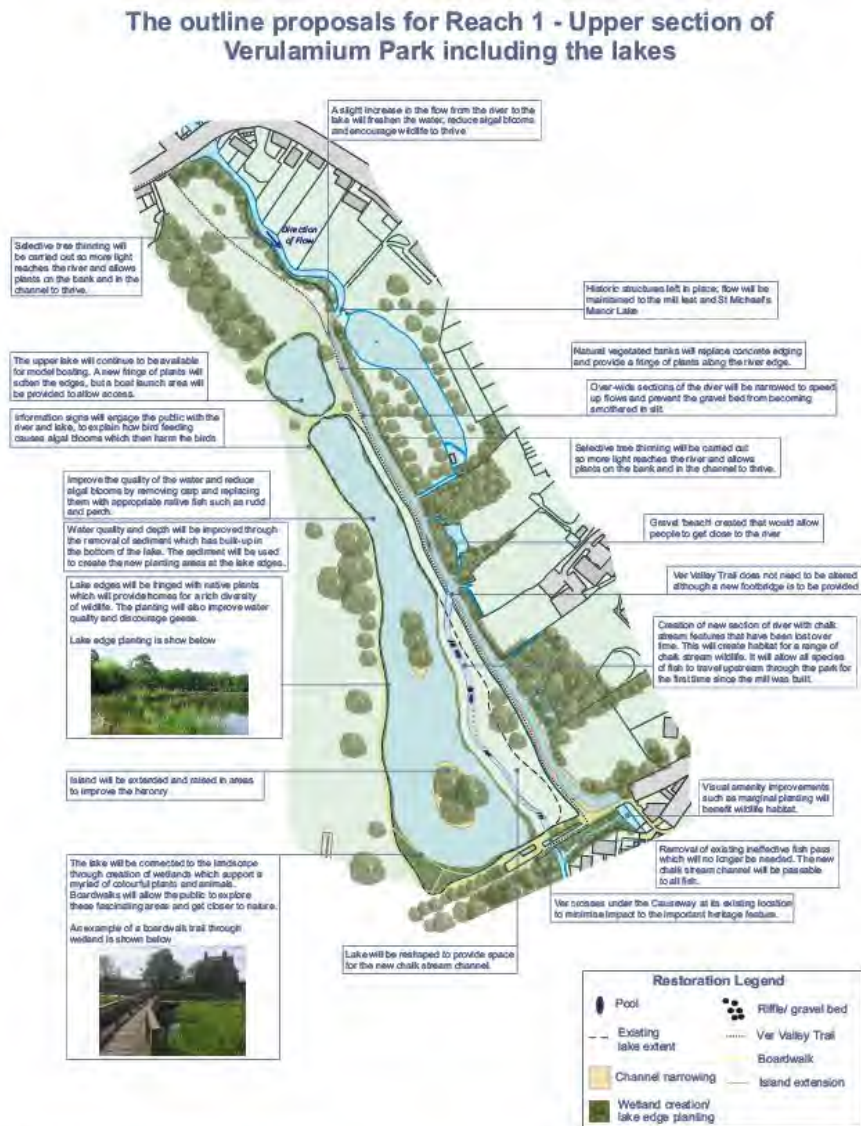 The outline proposals for Reach 1 - Upper section of
Verulamium Park including the lakes
A slight increase in the flow from the river to the
lake will freshen the water, reduce algal blooms
and encourage wildlife to thrive
Direction
of Flow
Selective tree thinning will
be carried out so more light
reaches the river and allows
plants on the bank and in the
channel to thrive.
Historic structures left in place; flow will be
maintained to the mill leat and St Michael's
Manor Lake
The upper lake will continue to be available
for model boating. A new fringe of plants will
soften the edges, but a boat launch area will
be provided to allow access.
Natural vegetated banks will replace concrete edging
and provide a fringe of plants along the river edge.
Over-wide sections of the river will be narrowed to speed
up flows and prevent the gravel bed from becoming
smothered in silt.
Information signs will engage the public with the
river and lake, to explain how bird feeding
causes algal blooms which then harm the birds
Selective tree thinning will be carried out
so more light reaches the river and allows
plants on the bank and in the channel to thrive.
Improve the quality of the water and reduce
algal blooms by removing carp and replacing
them with appropriate native fish such as rudd
and perch.
Gravel 'beach' created that would allow
people to get close to the river
Water quality and depth will be improved through
the removal of sediment which has built-up in
the bottom of the lake. The sediment will be used
to create the new planting areas at the lake edges.
Ver Valley Trail does not need to be altered
although a new footbridge is to be provided
Lake edges will be fringed with native plants
which will provide homes for a rich diversity
of wildlife. The planting will also improve water
quality and discourage geese.
Lake edge planting is show below
Creation of new section of river with chalk
stream features that have been lost over
time. This will create habitat for a range of
chalk stream wildlife. It will allow all species
of fish to travel upstream through the park for
the first time since the mill was built.
Island will be extended and raised in areas
to improve the heronry
Visual amenity improvements
such as marginal planting will
benefit wildlife habitat.
Removal of existing ineffective fish pass
which will no longer be needed. The new
chalk stream channel will be passable
to all fish.
The lake will be connected to the landscape
through creation of wetlands which support a
myriad of colourful plants and animals.
Boardwalks will allow the public to explore
these fascinating areas and get closer to nature.
An example of a boardwalk trail through
wetland is shown below
Ver crosses under the Causeway at its existing location
to minimise impact to the important heritage feature.
Lake will be reshaped to provide space
for the new chalk stream channel.
Restoration Legend
Pool
Existing
lake extent
Channel narrowing
Wetland creation/
lake edge planting
Riffle/ gravel bed
Ver Valley Trail
Boardwalk
Island extension